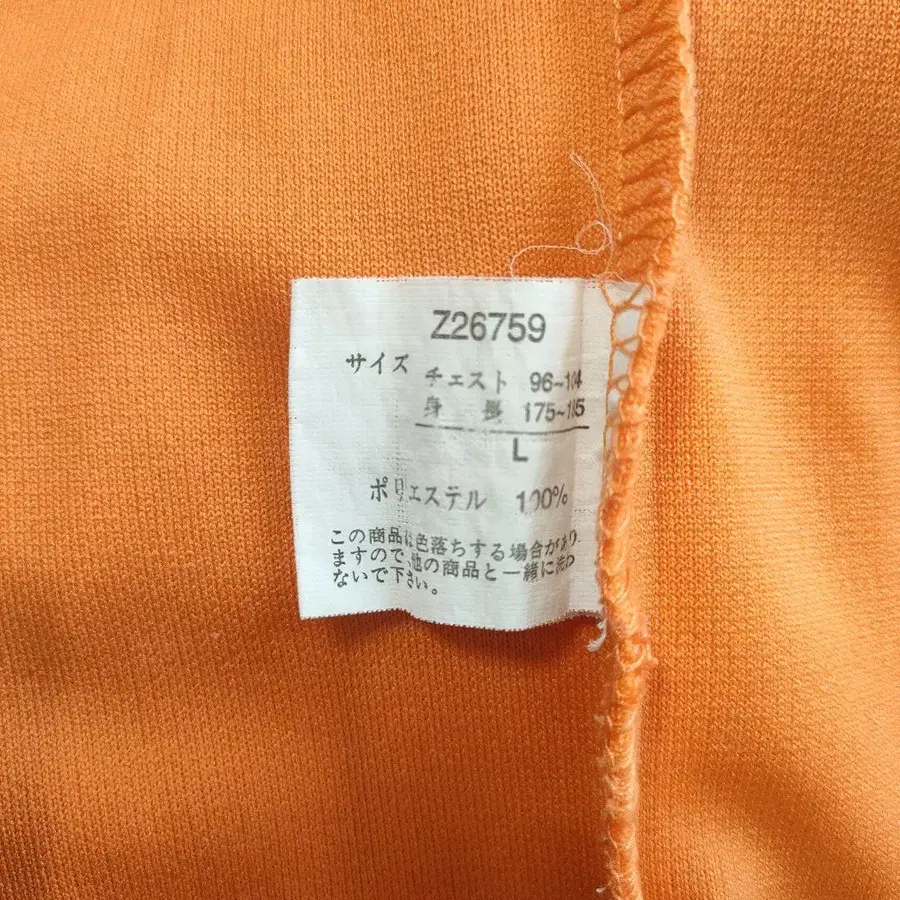 Z26759
サイズ
チェスト 96~104
身長 175~185
L
ポリエステル 100%
この商品は色落ちする場合があり
ますので、他の商品と一緒に洗わ
ないで下さい。